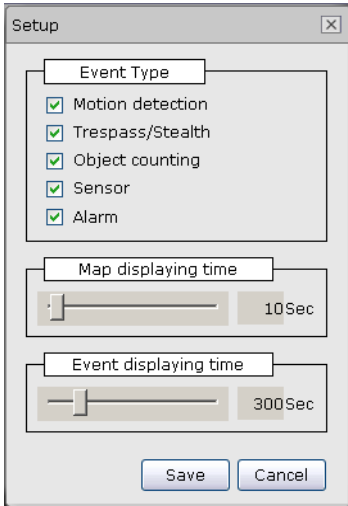 Setup
Event Type
Motion detection
Trespass/Stealth
Object counting
Sensor
Alarm
Map displaying time
10Sec
Event displaying time
300Sec
Save Cancel